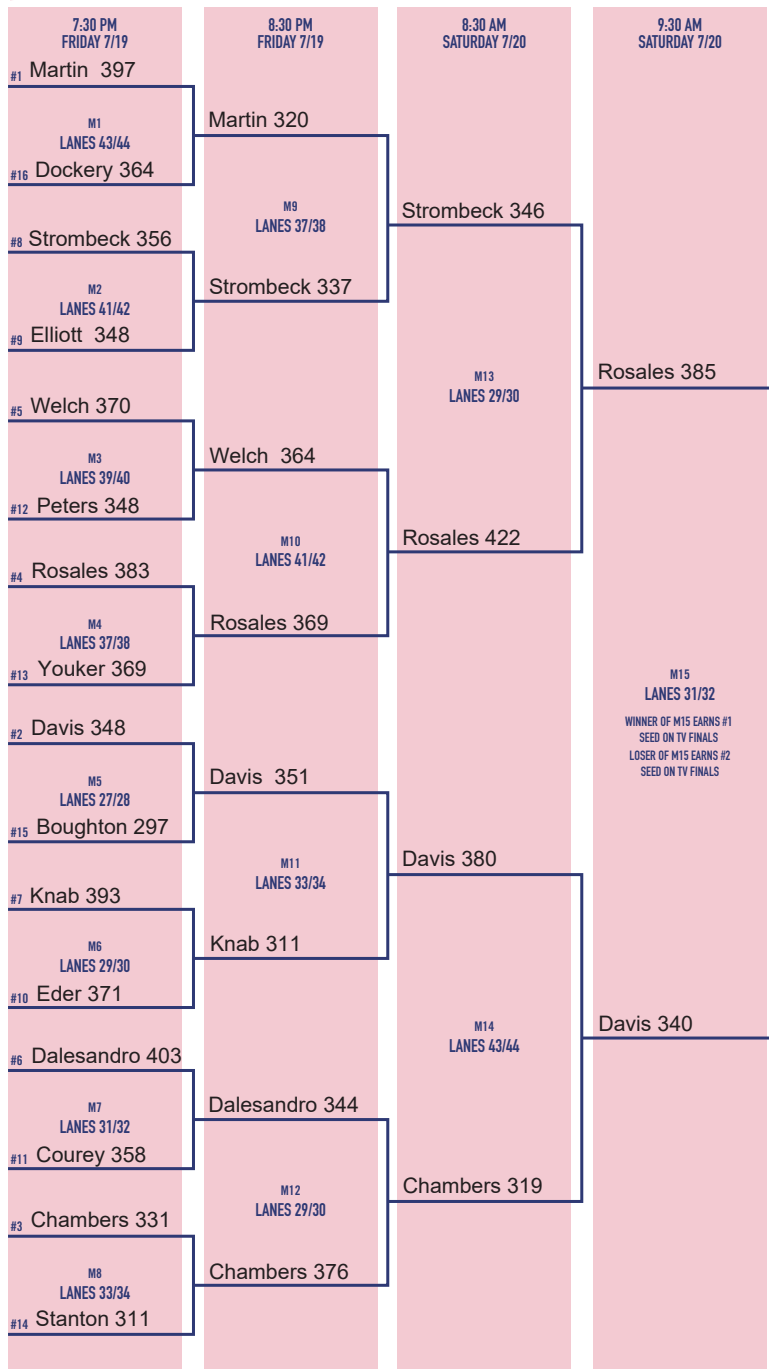 7:30 PM
FRIDAY 7/19
#1 Martin 397
M1
LANES 43/44
#16 Dockery 364
#8 Strombeck 356
M2
LANES 41/42
#9 Elliott 348
#5 Welch 370
M3
LANES 39/40
#12 Peters 348
#4 Rosales 383
M4
LANES 37/38
#13 Youker 369
#2 Davis 348
M5
LANES 27/28
#15 Boughton 297
#7 Knab 393
M6
LANES 29/30
#10 Eder 371
#6 Dalesandro 403
M7
LANES 31/32
#11 Courey 358
#3 Chambers 331
M8
LANES 33/34
#14 Stanton 311
8:30 PM
FRIDAY 7/19
Martin 320
M9
LANES 37/38
Strombeck 337
Welch 364
M10
LANES 41/42
Rosales 369
Davis 351
M11
LANES 33/34
Knab 311
Dalesandro 344
M12
LANES 29/30
Chambers 376
8:30 AM
SATURDAY 7/20
Strombeck 346
M13
LANES 29/30
Rosales 422
Davis 380
M14
LANES 43/44
Chambers 319
9:30 AM
SATURDAY 7/20
Rosales 385
M15
LANES 31/32
WINNER OF M15 EARNS #1
SEED ON TV FINALS
LOSER OF M15 EARNS #2
SEED ON TV FINALS
Davis 340